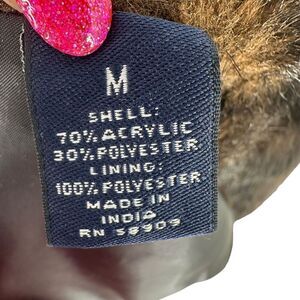 M
SHELL:
70% ACRYLIC
30% POLYESTER
LINING:
100% POLYESTER
MADE IN
INDIA
RN 58909